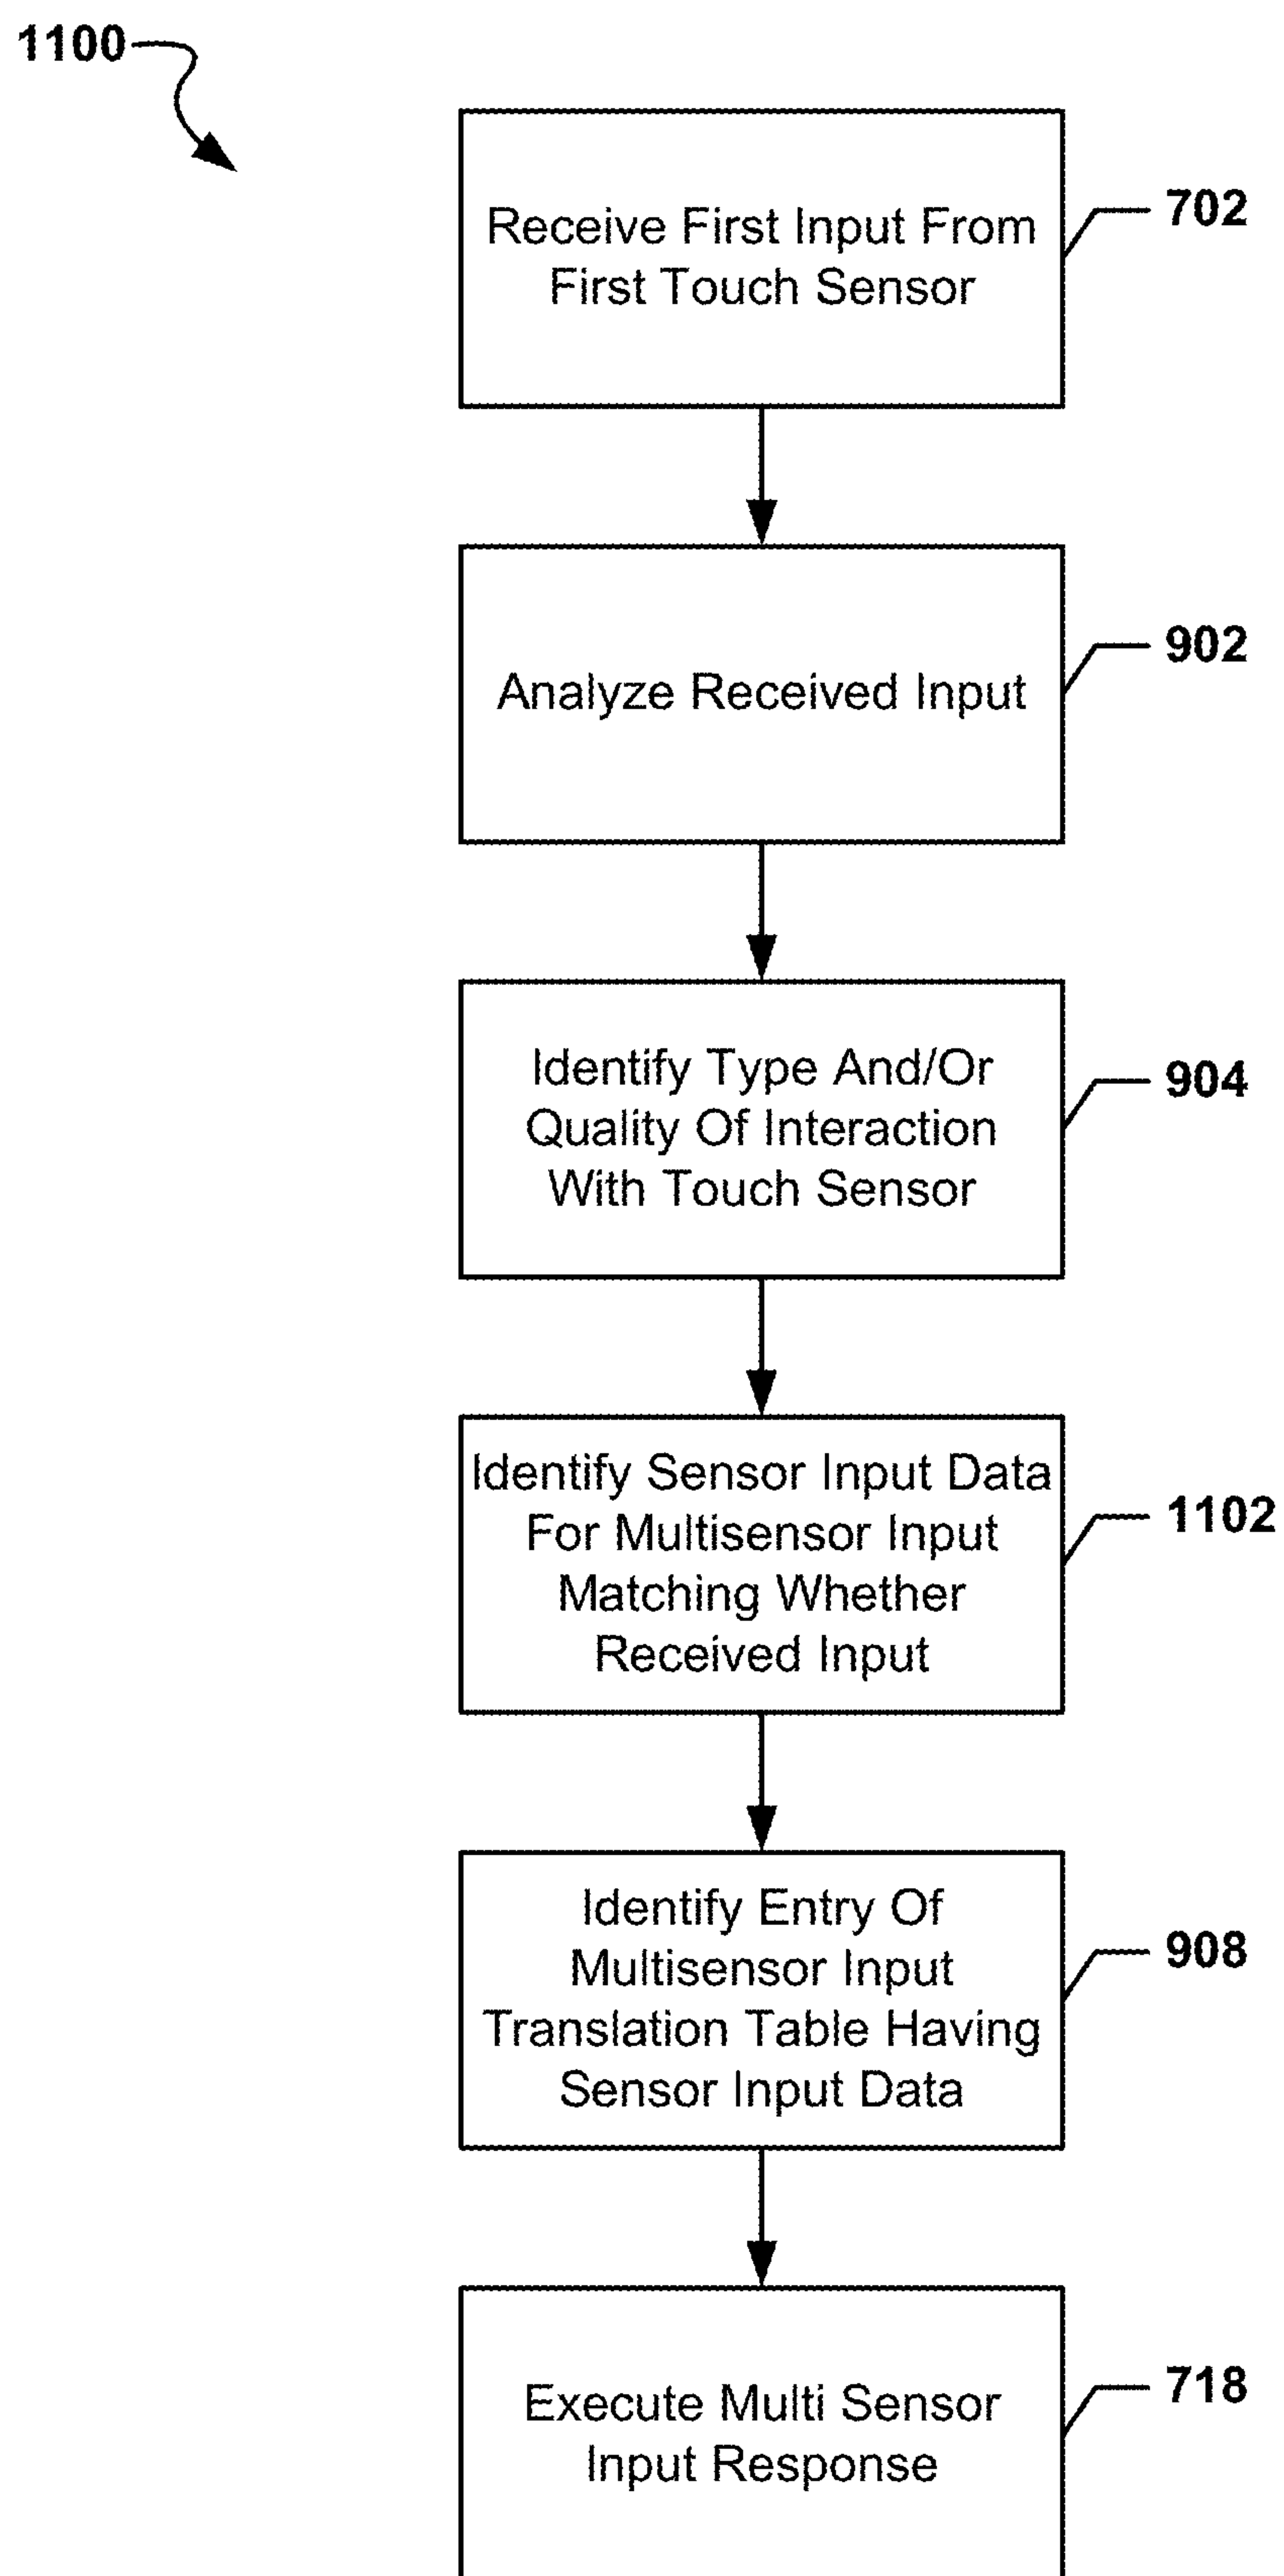 1100
Receive First Input From
First Touch Sensor
702
Analyze Received Input
902
Identify Type And/Or
Quality Of Interaction
With Touch Sensor
904
Identify Sensor Input Data
For Multisensor Input
Matching Whether
Received Input
1102
Identify Entry Of
Multisensor Input
Translation Table Having
Sensor Input Data
908
Execute Multi Sensor
Input Response
718